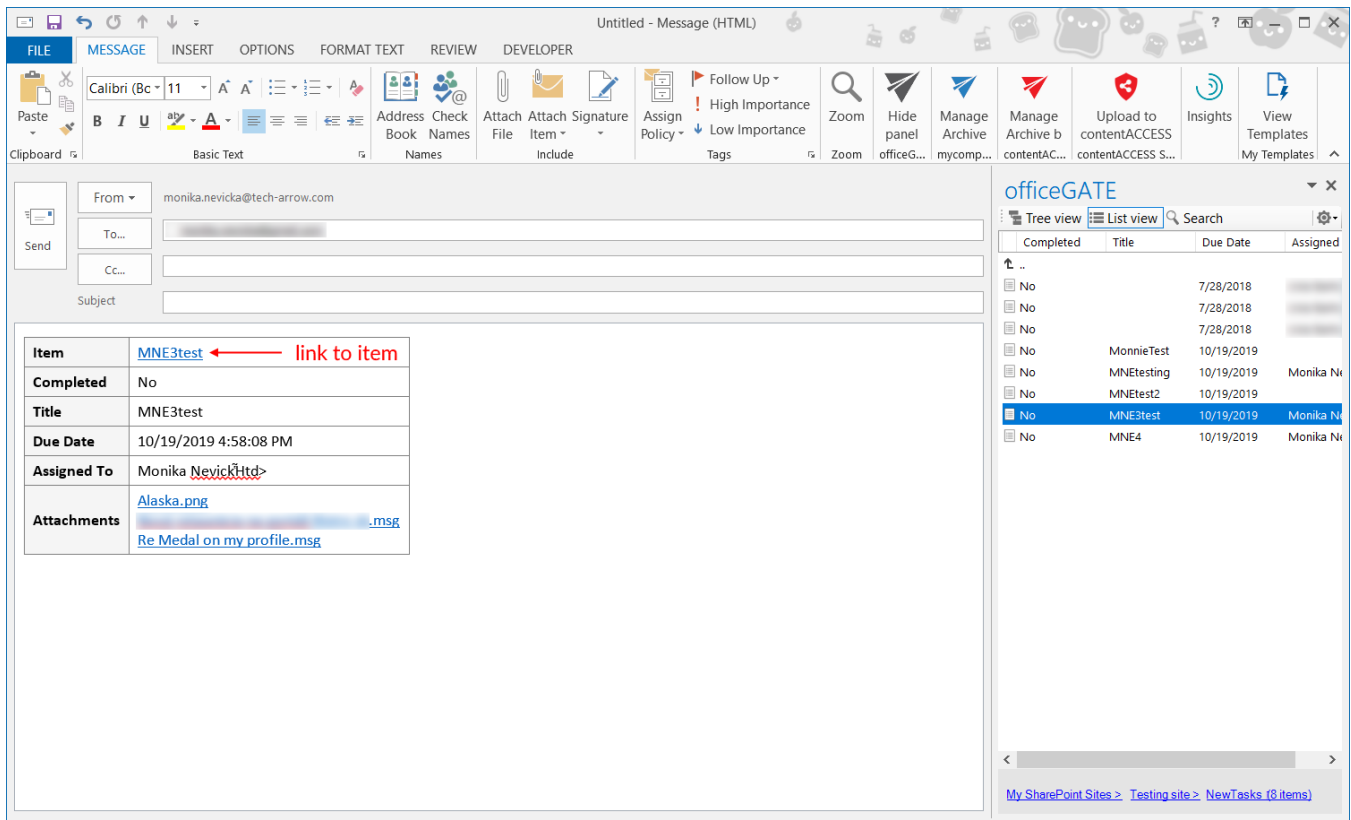 Untitled - Message (HTML)
?
FILE MESSAGE INSERT OPTIONS FORMAT TEXT REVIEW DEVELOPER
Paste
Calibri (Bc 11
B I U
Address Book
Check Names
Attach File
Attach Item
Signature
Assign Policy
Follow Up
High Importance
Low Importance
Zoom
Hide panel
Manage Archive
Manage Archive b
Upload to contentACCESS
Insights
View Templates
Clipboard Basic Text Names Include Tags Zoom officeG... mycomp... contentAC... contentACCESS S... My Templates
Send
From monika.nevicka@tech-arrow.com
To...
Cc...
Subject
Item MNE3test link to item
Completed No
Title MNE3test
Due Date 10/19/2019 4:58:08 PM
Assigned To Monika NevickĤtd>
Attachments
Alaska.png
.msg
Re Medal on my profile.msg
officeGATE
Tree view List view Search
Completed Title Due Date Assigned
..
No 7/28/2018
No 7/28/2018
No 7/28/2018
No MonnieTest 10/19/2019
No MNEtesting 10/19/2019 Monika Ne
No MNEtest2 10/19/2019
No MNE3test 10/19/2019 Monika Ne
No MNE4 10/19/2019 Monika Ne
My SharePoint Sites > Testing site > NewTasks (8 items)